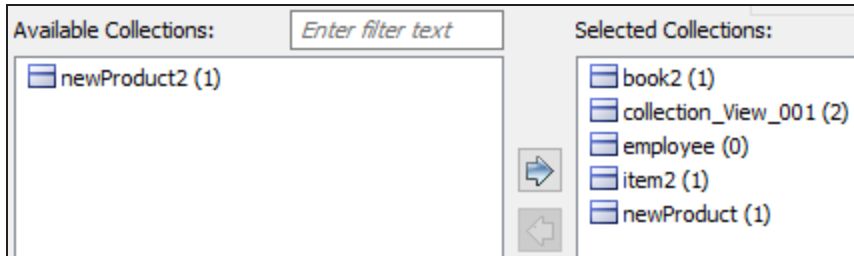 Available Collections:
Enter filter text
newProduct2 (1)
Selected Collections:
book2 (1)
collection_View_001 (2)
employee (0)
item2 (1)
newProduct (1)